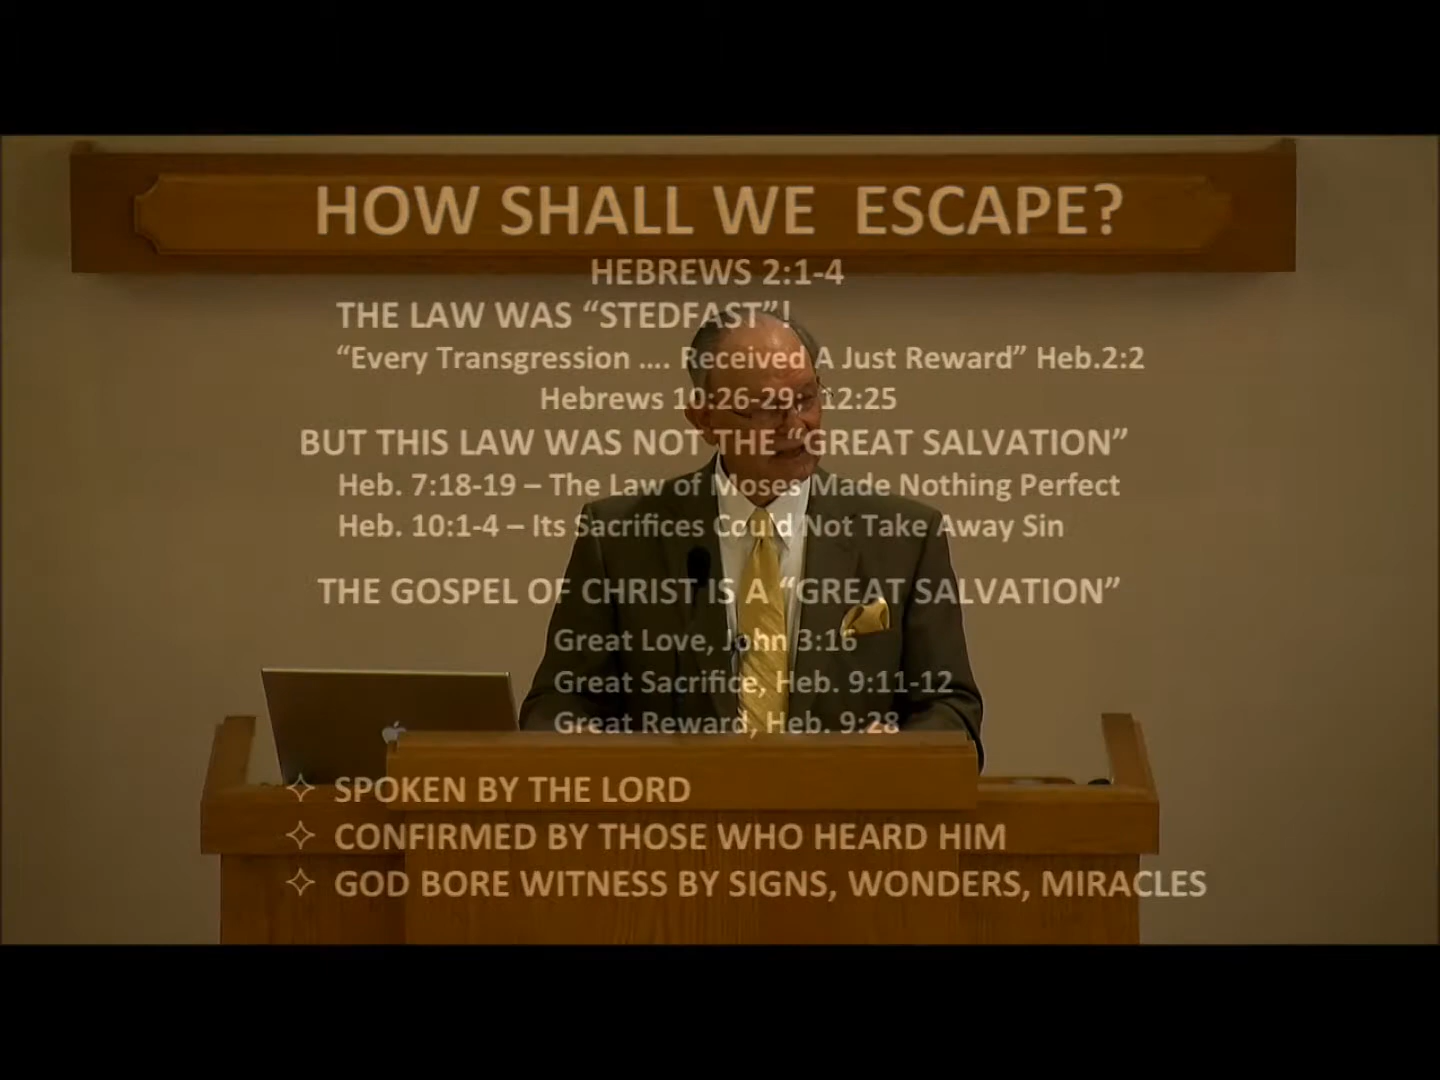 HOW SHALL WE ESCAPE?
HEBREWS 2:1-4
THE LAW WAS “STEDFAST”!
“Every Transgression .... Received A Just Reward” Heb.2:2
Hebrews 10:26-29; 12:25
BUT THIS LAW WAS NOT THE “GREAT SALVATION”
Heb. 7:18-19 – The Law of Moses Made Nothing Perfect
Heb. 10:1-4 – Its Sacrifices Could Not Take Away Sin
THE GOSPEL OF CHRIST IS A “GREAT SALVATION”
Great Love, John 3:16
Great Sacrifice, Heb. 9:11-12
Great Reward, Heb. 9:28
✧ SPOKEN BY THE LORD
✧ CONFIRMED BY THOSE WHO HEARD HIM
✧ GOD BORE WITNESS BY SIGNS, WONDERS, MIRACLES